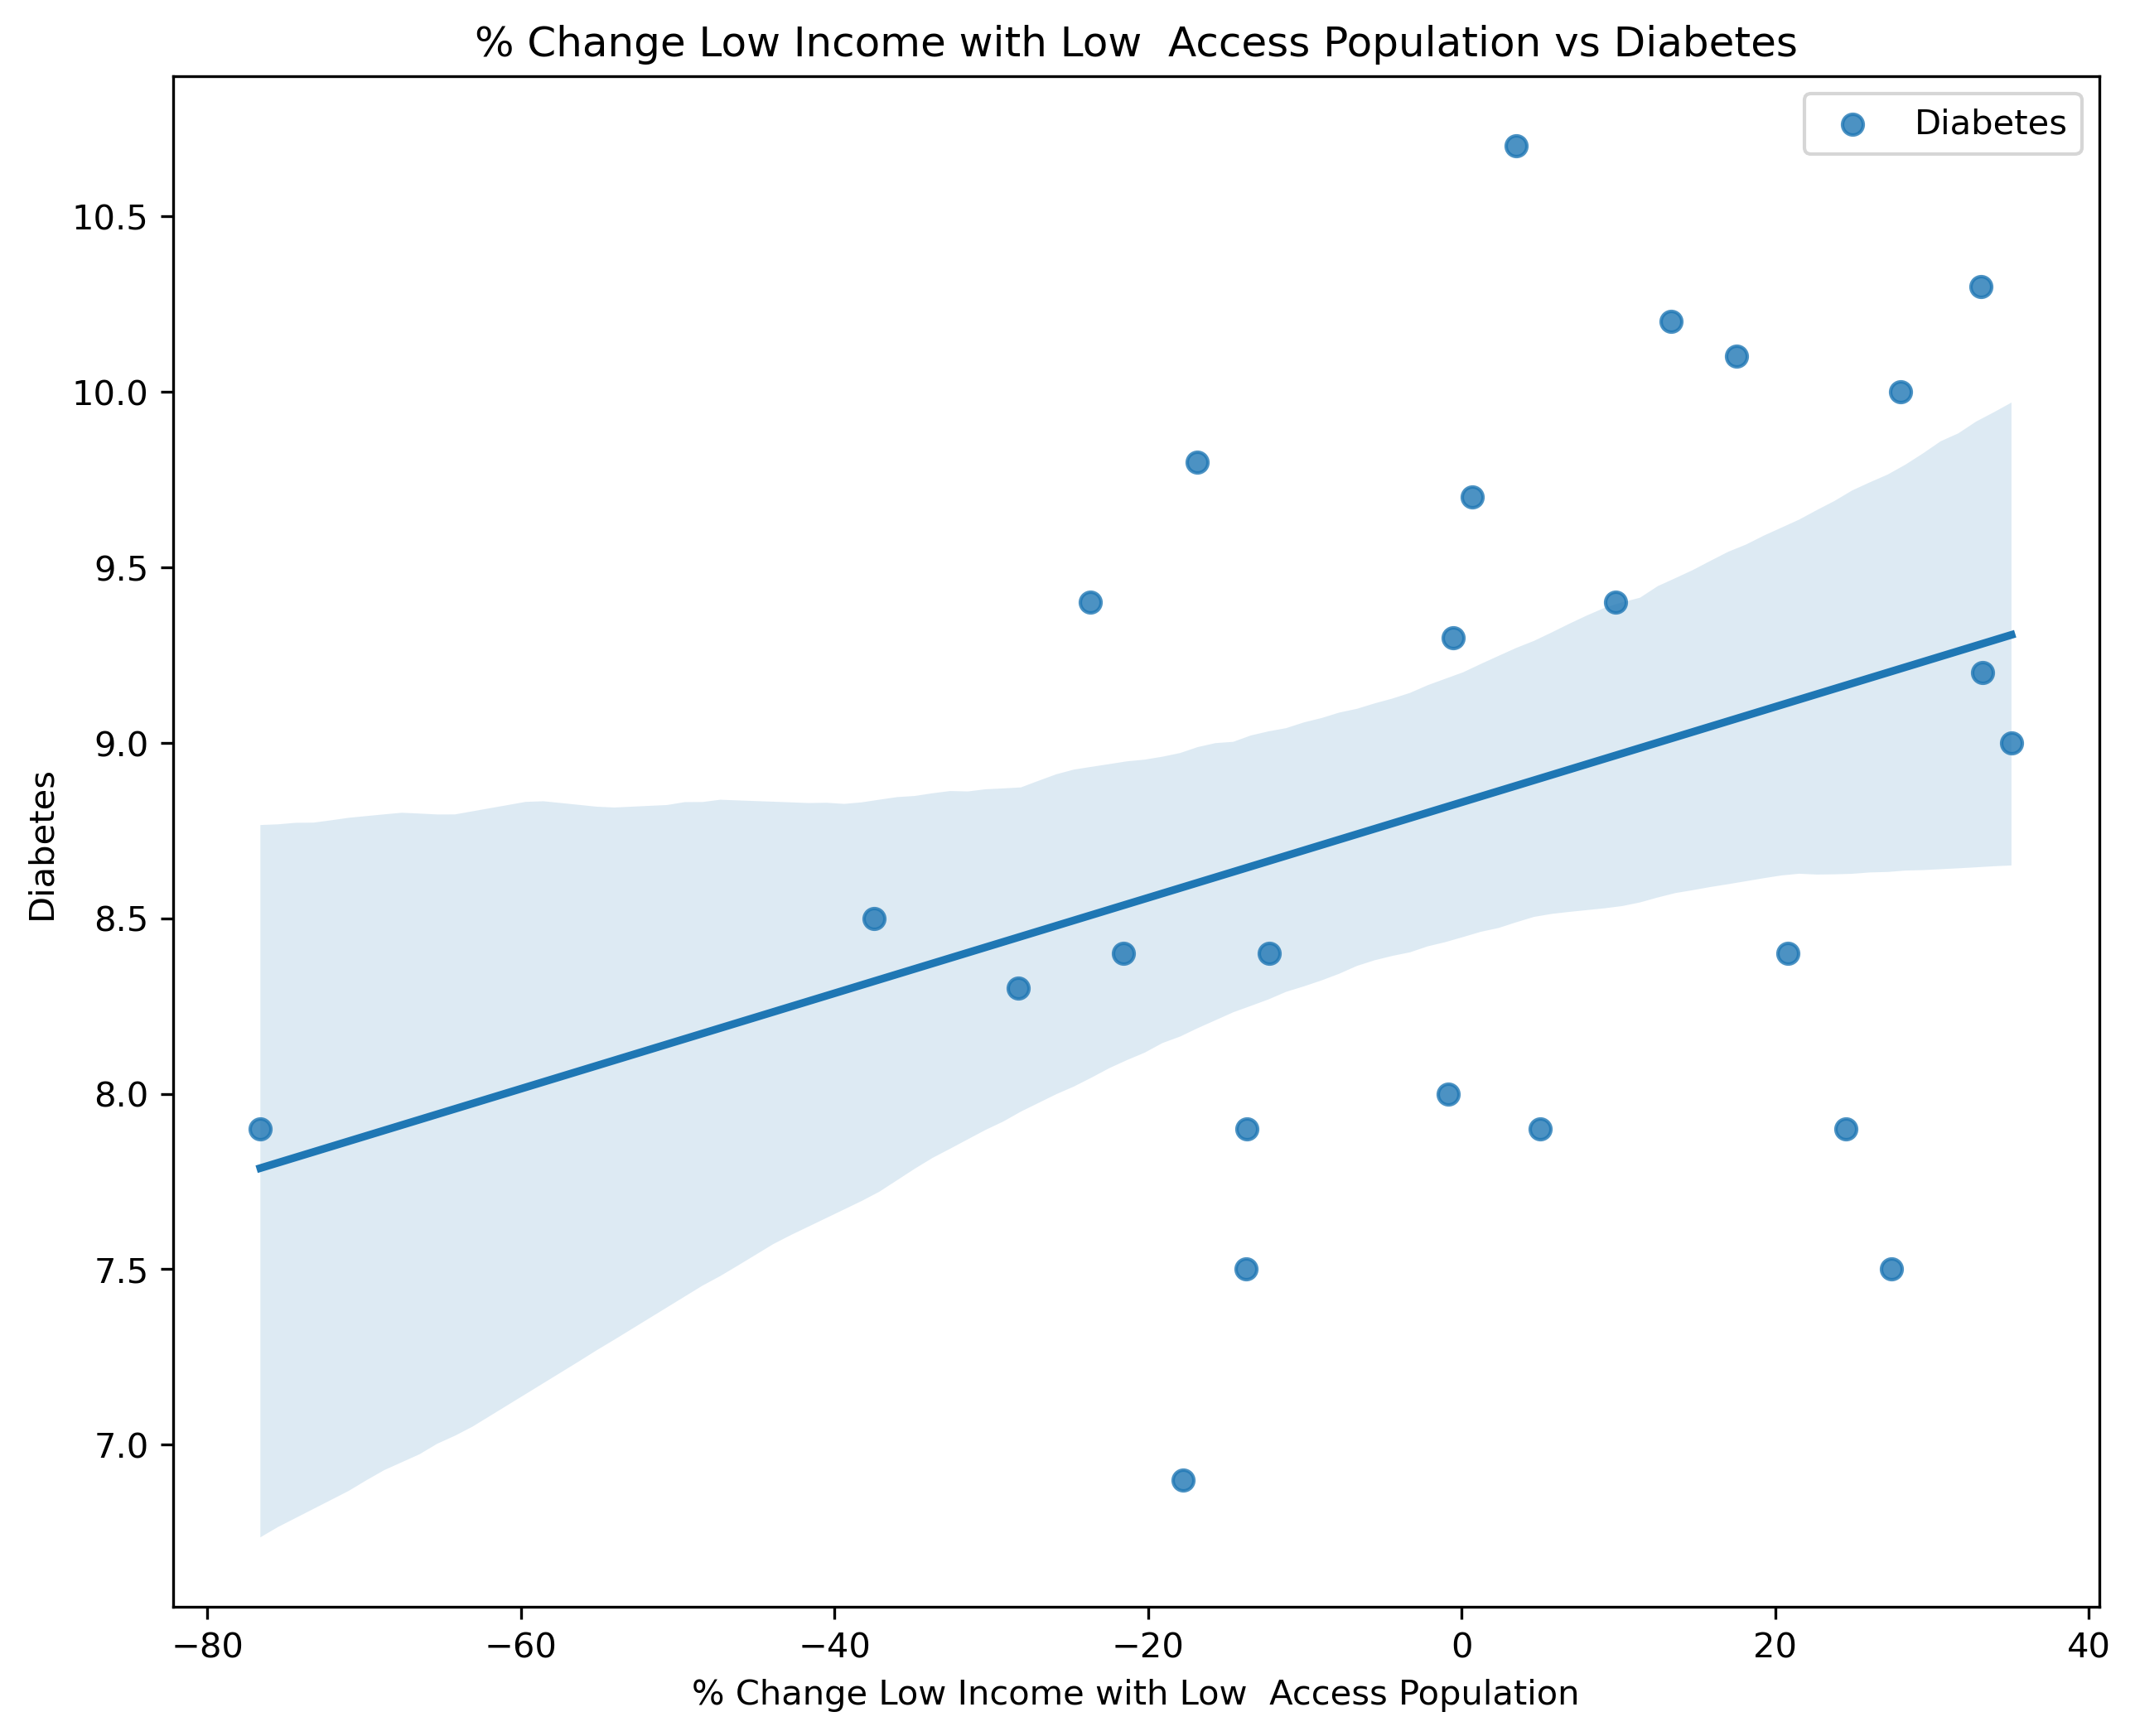 % Change Low Income with Low  Access Population vs Diabetes
Diabetes
10.5
10.0
9.5
9.0
8.5
8.0
7.5
7.0
Diabetes
−80 −60 −40 −20 0 20 40
% Change Low Income with Low  Access Population